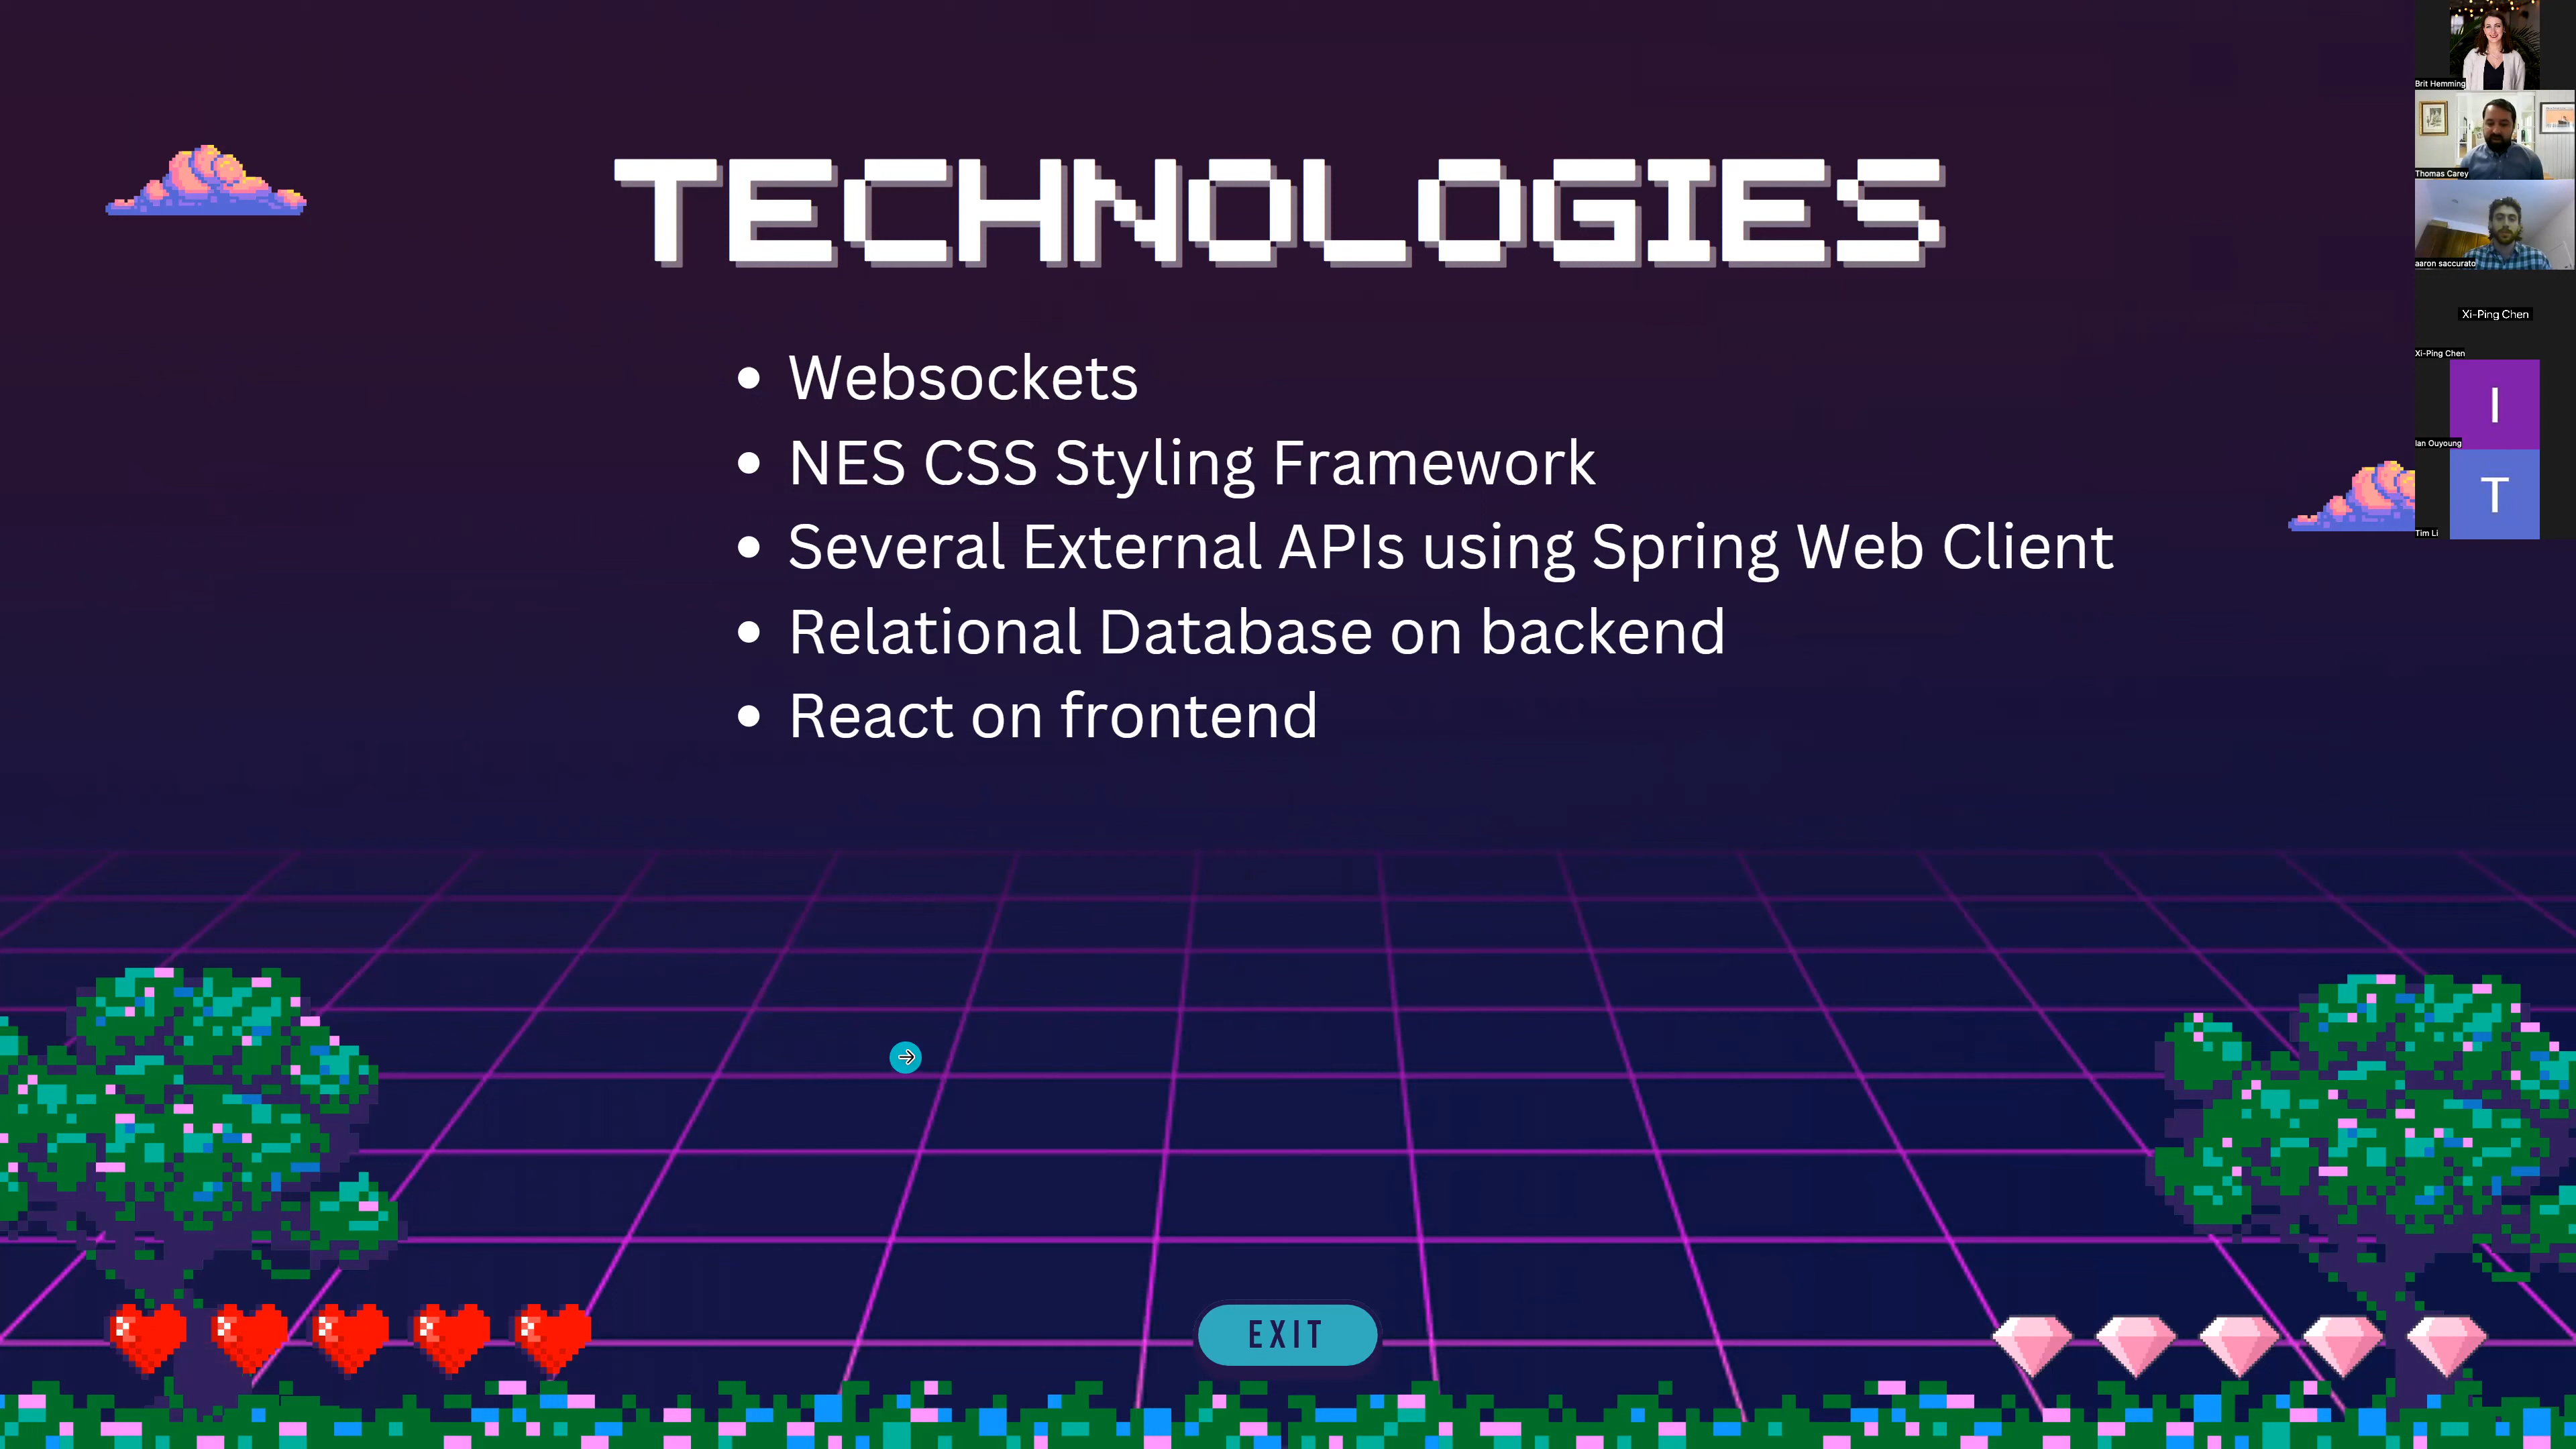 TECHNOLOGIES
Websockets
NES CSS Styling Framework
Several External APIs using Spring Web Client
Relational Database on backend
React on frontend
EXIT
Brit Hemming
Thomas Carey
aaron saccurato
Xi-Ping Chen
Xi-Ping Chen
I
Ian Ouyoung
T
Tim Li